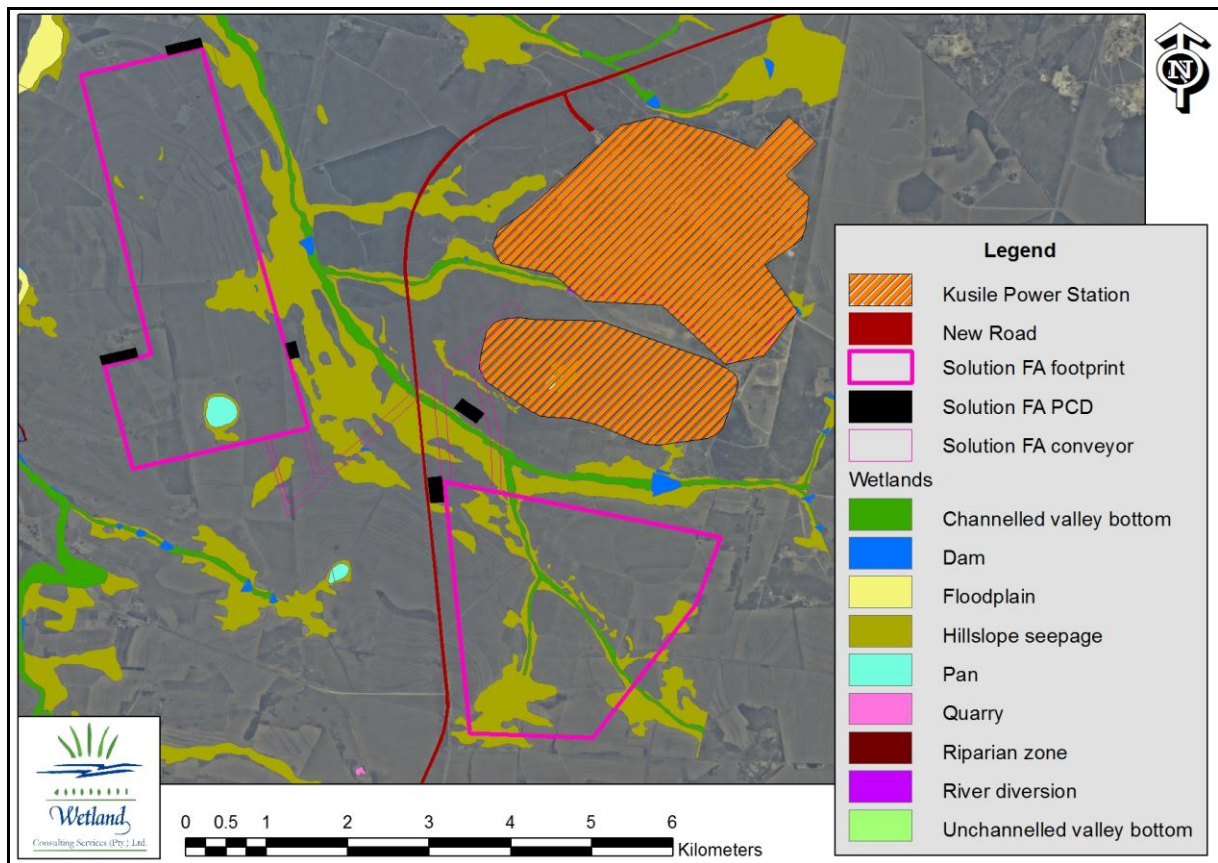 N
Legend
Kusile Power Station
New Road
Solution FA footprint
Solution FA PCD
Solution FA conveyor
Wetlands
Channelled valley bottom
Dam
Floodplain
Hillslope seepage
Pan
Quarry
Riparian zone
River diversion
Unchannelled valley bottom
Wetland
Consulting Services (Pty.) Ltd.
0 0.5 1 2 3 4 5 6
Kilometers